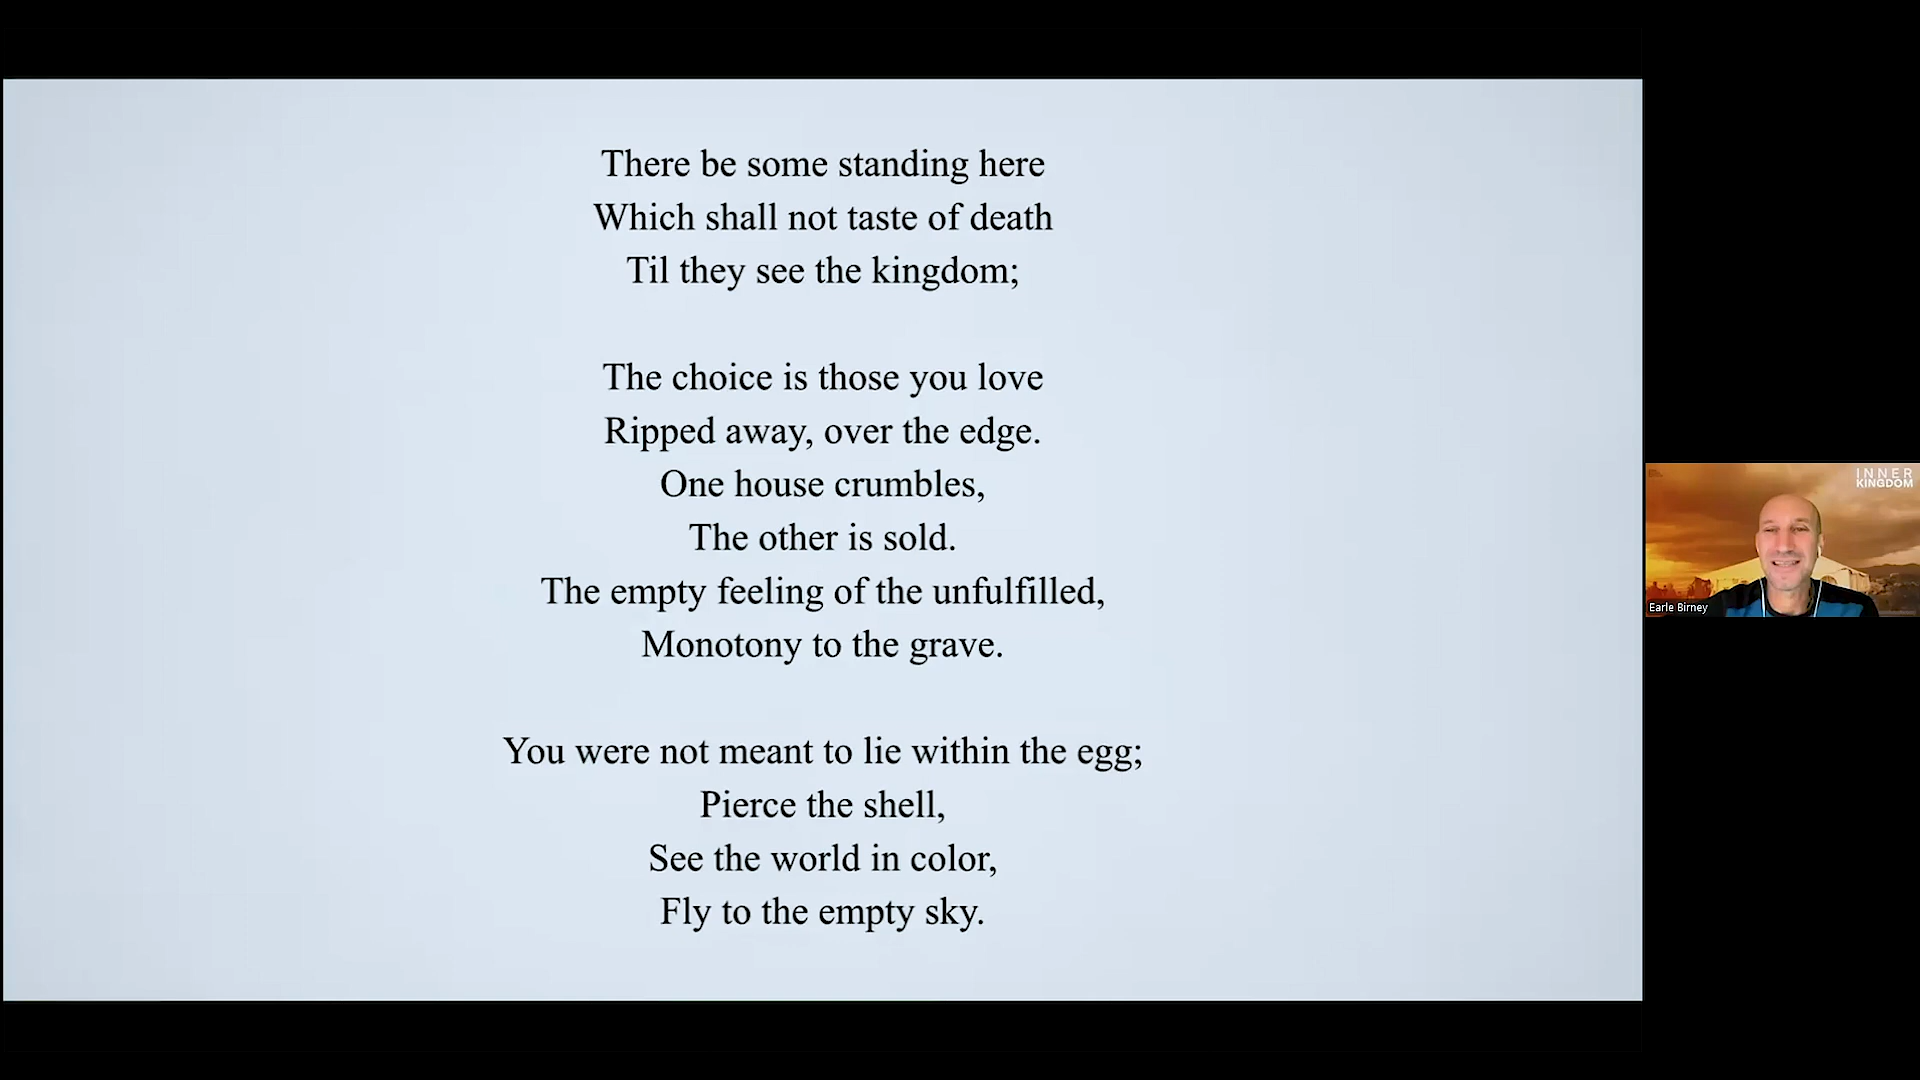 There be some standing here
Which shall not taste of death
Til they see the kingdom;
The choice is those you love
Ripped away, over the edge.
One house crumbles,
The other is sold.
The empty feeling of the unfulfilled,
Monotony to the grave.
You were not meant to lie within the egg;
Pierce the shell,
See the world in color,
Fly to the empty sky.
INNER
KINGDOM
Earle Birney